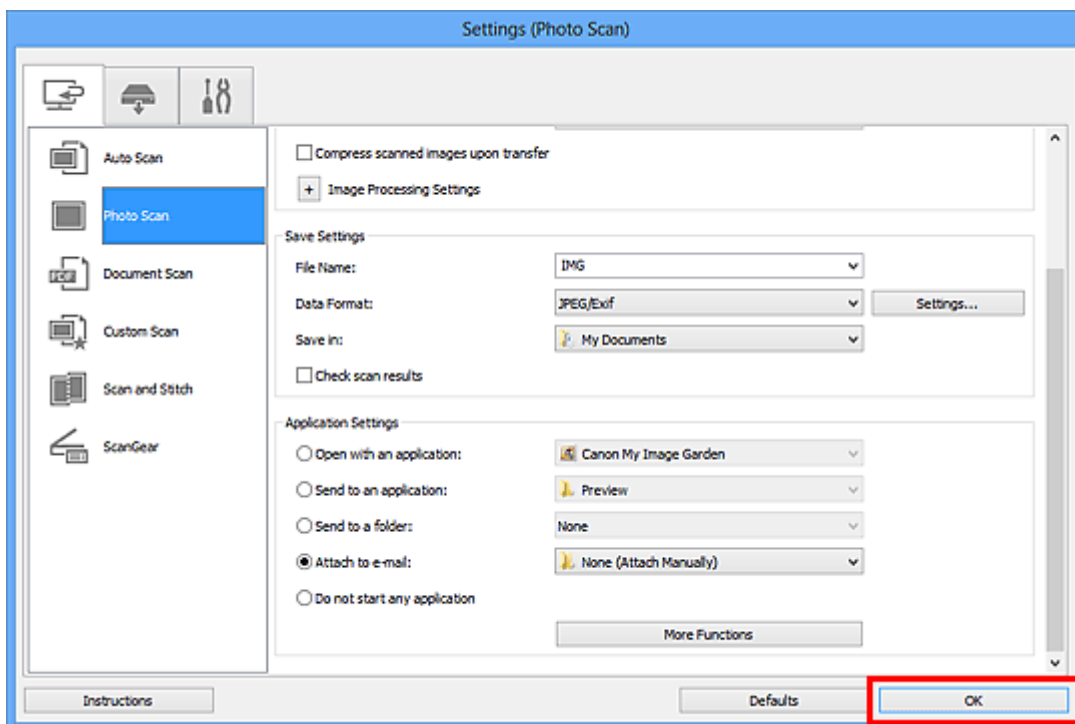 Settings (Photo Scan)
Auto Scan
Photo Scan
Document Scan
Custom Scan
Scan and Stitch
ScanGear
Compress scanned images upon transfer
+ Image Processing Settings
Save Settings
File Name: IMG
Data Format: JPEG/Exif Settings...
Save in: My Documents
Check scan results
Application Settings
Open with an application: Canon My Image Garden
Send to an application: Preview
Send to a folder: None
Attach to e-mail: None (Attach Manually)
Do not start any application
More Functions
Instructions Defaults OK